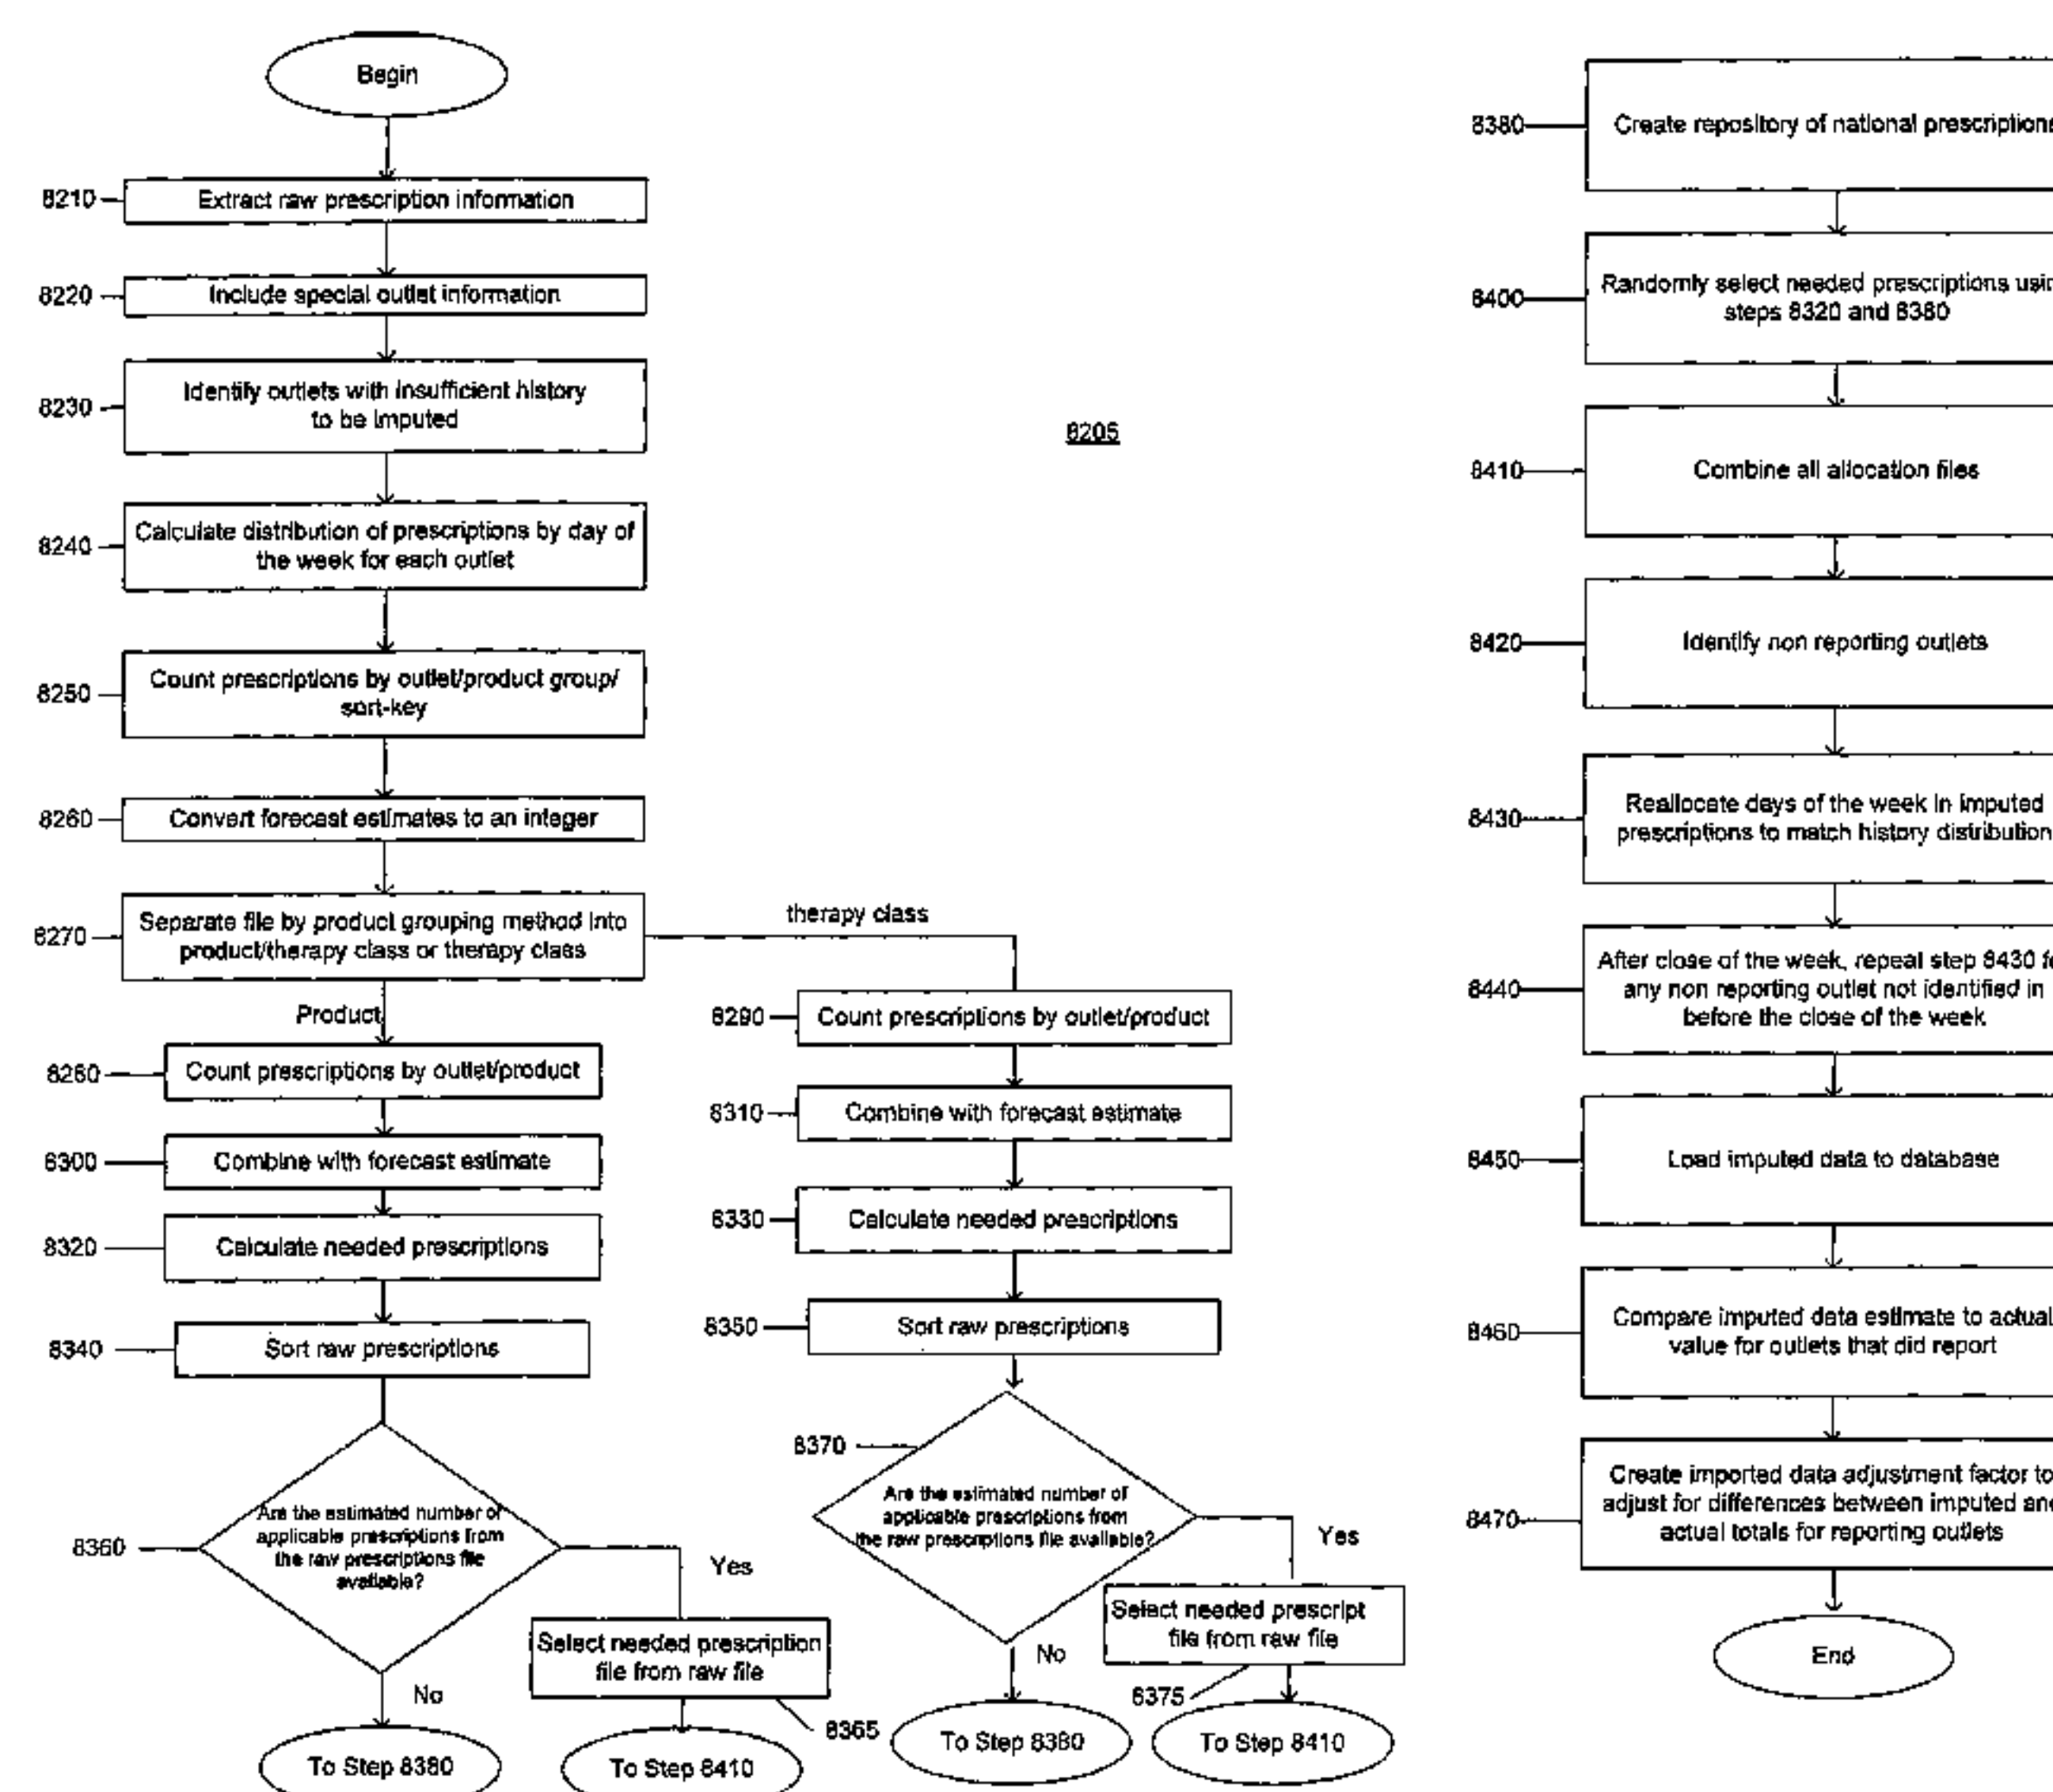 Begin
8210
Extract raw prescription information
8220
Include special outlet information
8230
Identify outlets with insufficient history
to be imputed
8240
Calculate distribution of prescriptions by day of
the week for each outlet
8250
Count prescriptions by outlet/product group/
sort-key
8260
Convert forecast estimates to an integer
8270
Separate file by product grouping method into
product/therapy class or therapy class
therapy class
Product
8280
Count prescriptions by outlet/product
8300
Combine with forecast estimate
8320
Calculate needed prescriptions
8340
Sort raw prescriptions
8360
Are the estimated number of
applicable prescriptions from
the raw prescriptions file
available?
Yes
No
Select needed prescription
file from raw file
8365
To Step 8380
To Step 8410
8205
8290
Count prescriptions by outlet/product
8310
Combine with forecast estimate
8330
Calculate needed prescriptions
8350
Sort raw prescriptions
8370
Are the estimated number of
applicable prescriptions from
the raw prescriptions file available?
Yes
No
Select needed prescript
file from raw file
8375
To Step 8380
To Step 8410
8380
Create repository of national prescriptions
8400
Randomly select needed prescriptions
steps 8320 and 8380
8410
Combine all allocation files
8420
Identify non reporting outlets
8430
Reallocate days of the week in imputed
prescriptions to match history distribution
8440
After close of the week, repeal step 8430
any non reporting outlet not identified in
before the close of the week
8450
Load imputed data to database
8460
Compare imputed data estimate to actual
value for outlets that did report
8470
Create imported data adjustment factor to
adjust for differences between imputed and
actual totals for reporting outlets
End